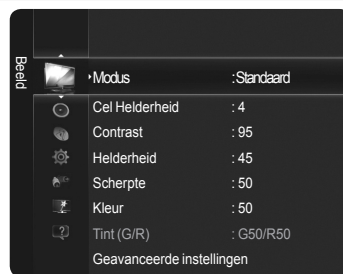 Beeld
Modus :Standaard
Cel Helderheid : 4
Contrast : 95
Helderheid : 45
Scherpte : 50
Kleur : 50
Tint (G/R) : G50/R50
Geavanceerde instellingen